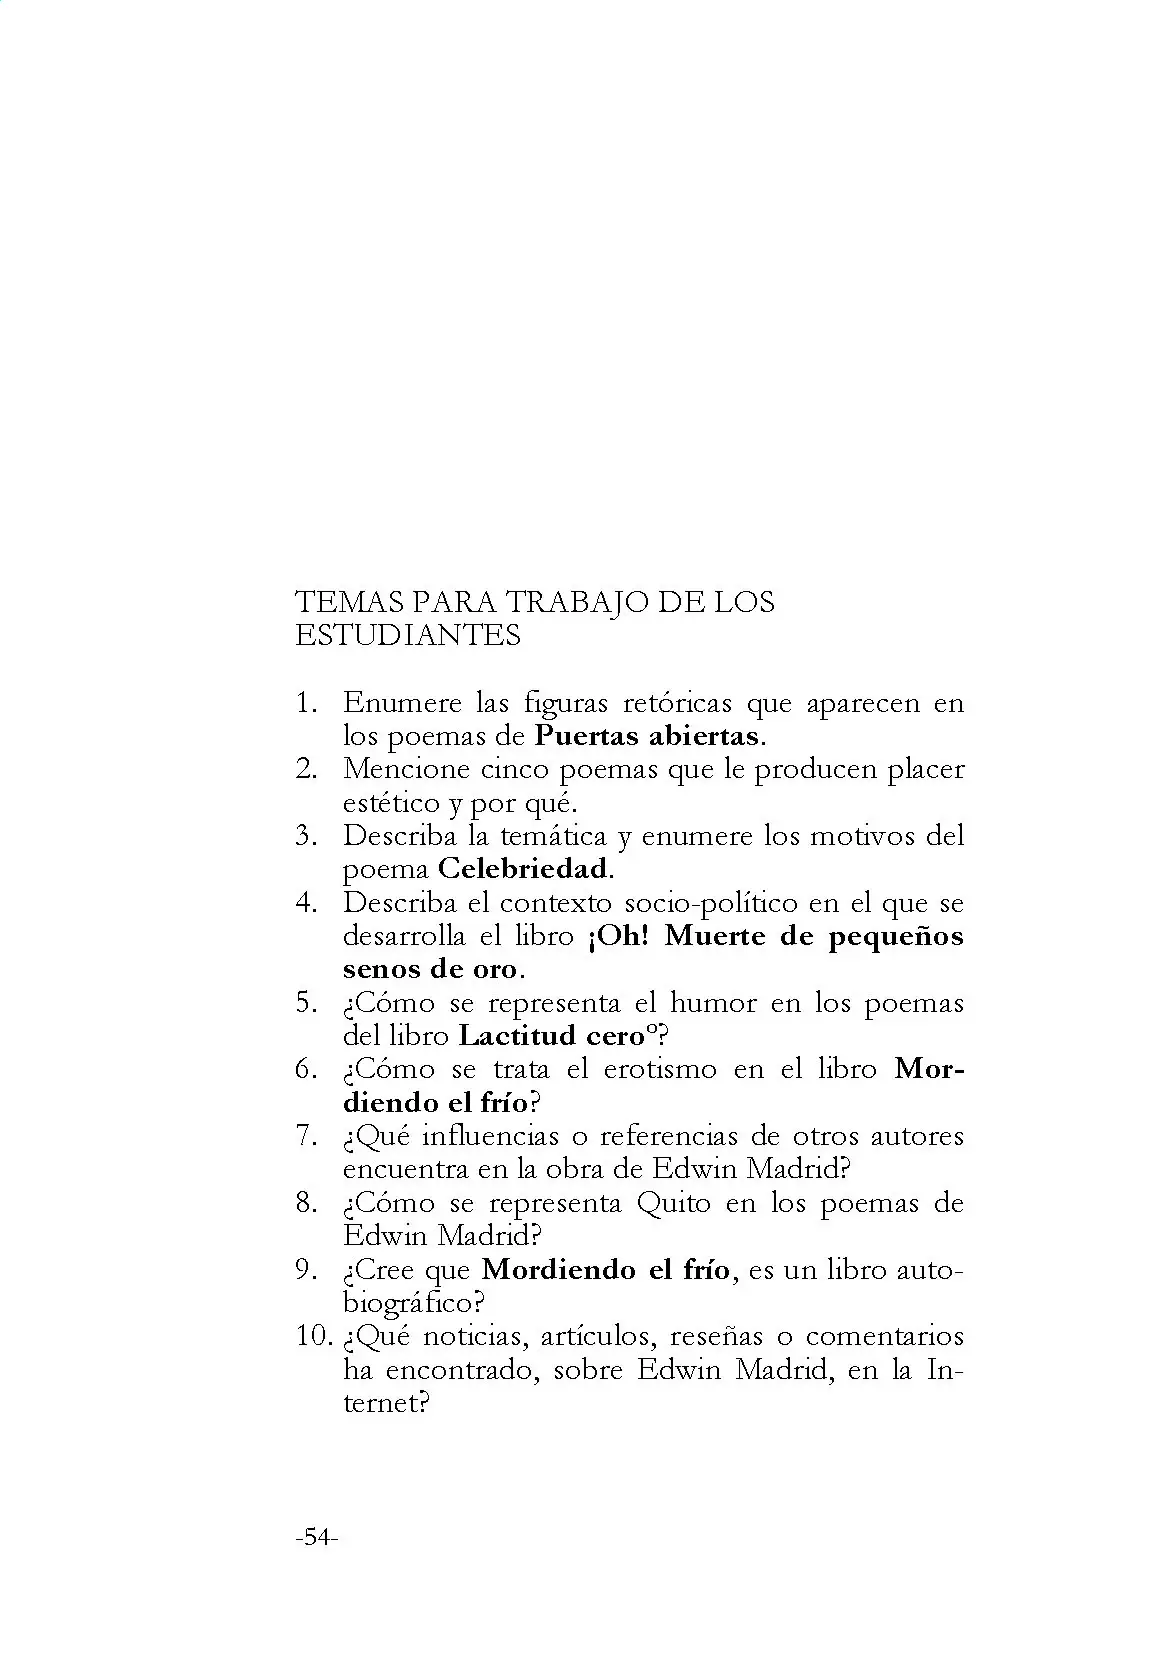 TEMAS PARA TRABAJO DE LOS
ESTUDIANTES
1. Enumere las figuras retóricas que aparecen en
los poemas de Puertas abiertas.
2. Mencione cinco poemas que le producen placer
estético y por qué.
3. Describa la temática y enumere los motivos del
poema Celebriedad.
4. Describa el contexto socio-político en el que se
desarrolla el libro ¡Oh! Muerte de pequeños
senos de oro.
5. ¿Cómo se representa el humor en los poemas
del libro Lactitud cero°?
6. ¿Cómo se trata el erotismo en el libro Mor-
diendo el frío?
7. ¿Qué influencias o referencias de otros autores
encuentra en la obra de Edwin Madrid?
8. ¿Cómo se representa Quito en los poemas de
Edwin Madrid?
9. ¿Cree que Mordiendo el frío, es un libro auto-
biográfico?
10. ¿Qué noticias, artículos, reseñas o comentarios
ha encontrado, sobre Edwin Madrid, en la In-
ternet?
-54-